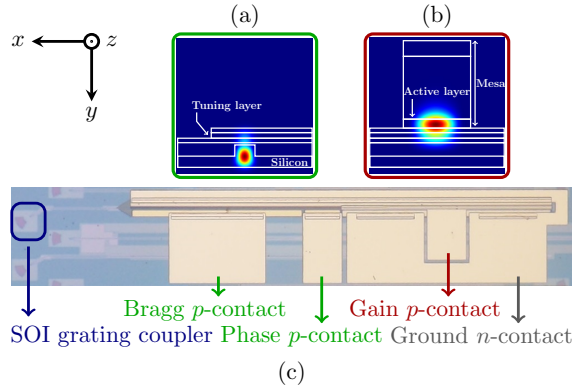 (a)
(b)
x
z
y
Tuning layer
Silicon
Active layer
Mesa
Bragg p-contact
Gain p-contact
SOI grating coupler
Phase p-contact
Ground n-contact
(c)